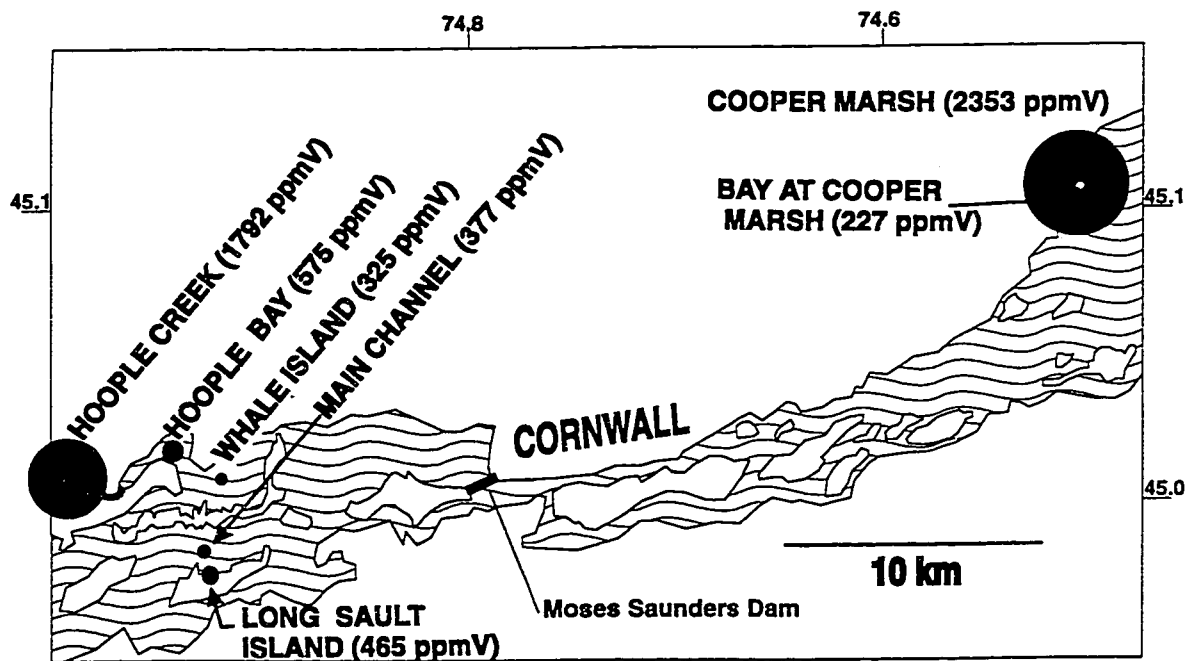 74.8
74.6
COOPER MARSH (2353 ppmV)
BAY AT COOPER
MARSH (227 ppmV)
45.1
45.1
HOOPLE CREEK (1792 ppmV)
HOOPLE BAY (575 ppmV)
WHALE ISLAND (325 ppmV)
MAIN CHANNEL (377 ppmV)
CORNWALL
45.0
10 km
Moses Saunders Dam
LONG SAULT
ISLAND (465 ppmV)